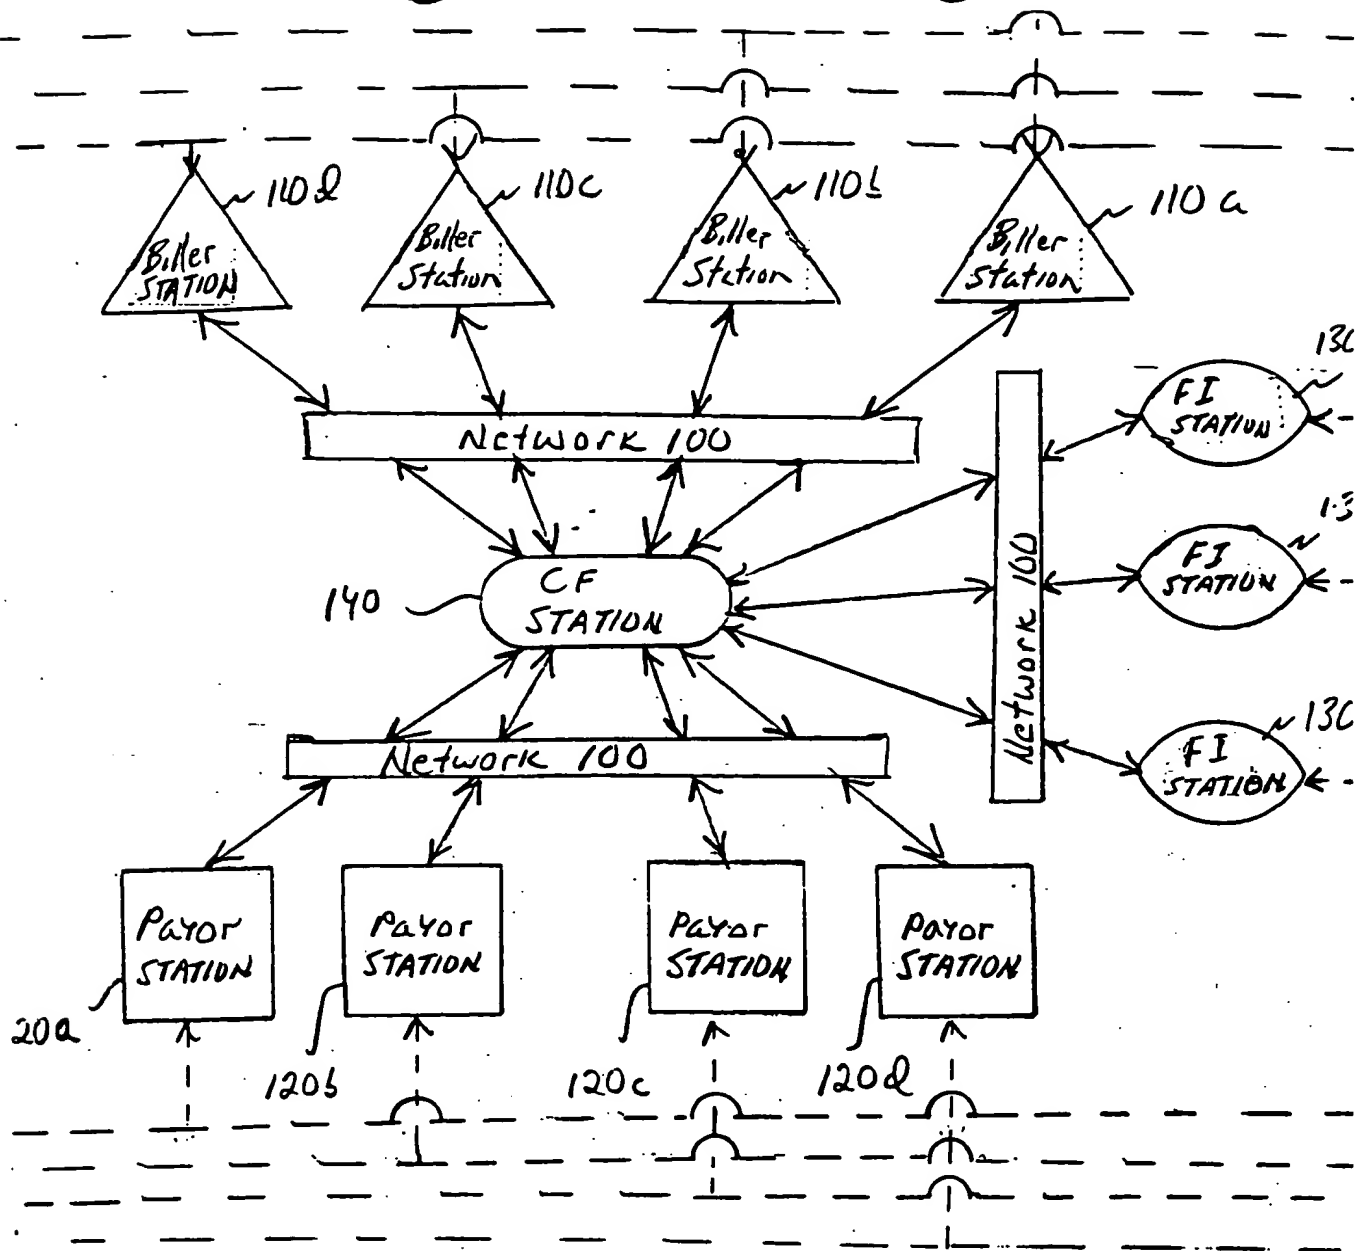 110d
110c
110b
110a
Biller
STATION
Biller
Station
Biller
Station
Biller
Station
130
FI
STATION
Network 100
13
FI
STATION
CF
STATION
140
Network 100
130
FI
STATION
Network 100
Payor
STATION
Payor
STATION
Payor
STATION
Payor
STATION
20a
120b
120c
120d